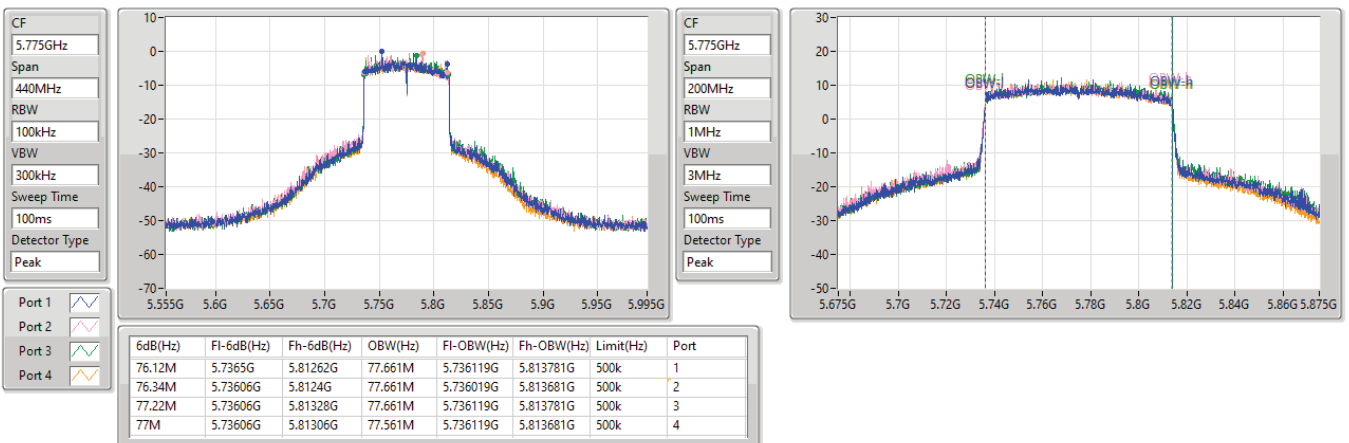 CF
5.775GHz
Span
440MHz
RBW
100kHz
VBW
300kHz
Sweep Time
100ms
Detector Type
Peak
10-
0-
-10-
-20-
-30-
-40-
-50-
-60-
-70-
5.555G 5.6G 5.65G 5.7G 5.75G 5.8G 5.85G 5.9G 5.95G 5.995G
CF
5.775GHz
Span
200MHz
RBW
1MHz
VBW
3MHz
Sweep Time
100ms
Detector Type
Peak
30-
20-
10-
0-
-10-
-20-
-30-
-40-
-50-
OBW-l OBW-h
5.675G 5.7G 5.72G 5.74G 5.76G 5.78G 5.8G 5.82G 5.84G 5.86G 5.875G
Port 1
Port 2
Port 3
Port 4
6dB(Hz) Fl-6dB(Hz) Fh-6dB(Hz) OBW(Hz) Fl-OBW(Hz) Fh-OBW(Hz) Limit(Hz) Port
76.12M 5.7365G 5.81262G 77.661M 5.736119G 5.813781G 500k 1
76.34M 5.73606G 5.8124G 77.661M 5.736019G 5.813681G 500k 2
77.22M 5.73606G 5.81328G 77.661M 5.736119G 5.813781G 500k 3
77M 5.73606G 5.81306G 77.561M 5.736119G 5.813681G 500k 4